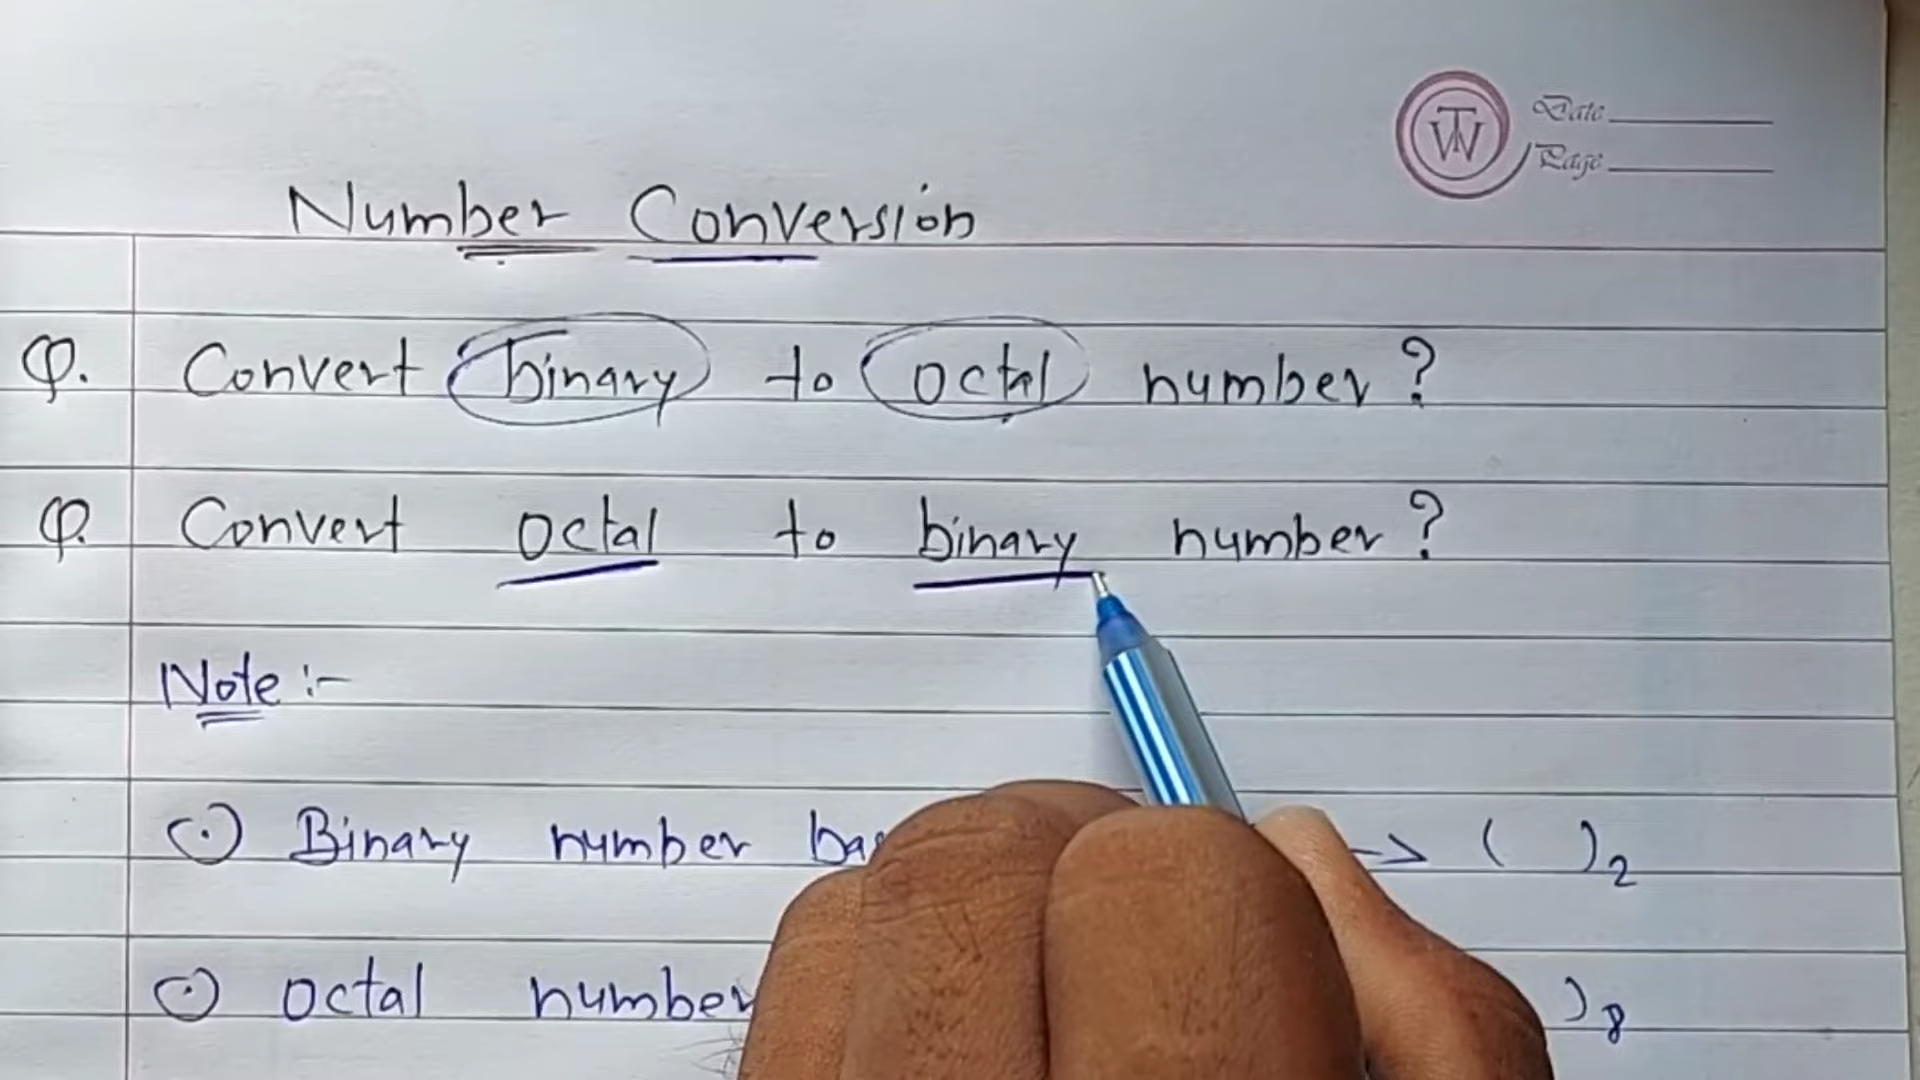 TW
Date
Page
Number Conversion
Q. Convert binary to octal number?
Q. Convert octal to binary number?
Note :-
Binary number → ( )2
Octal number )8